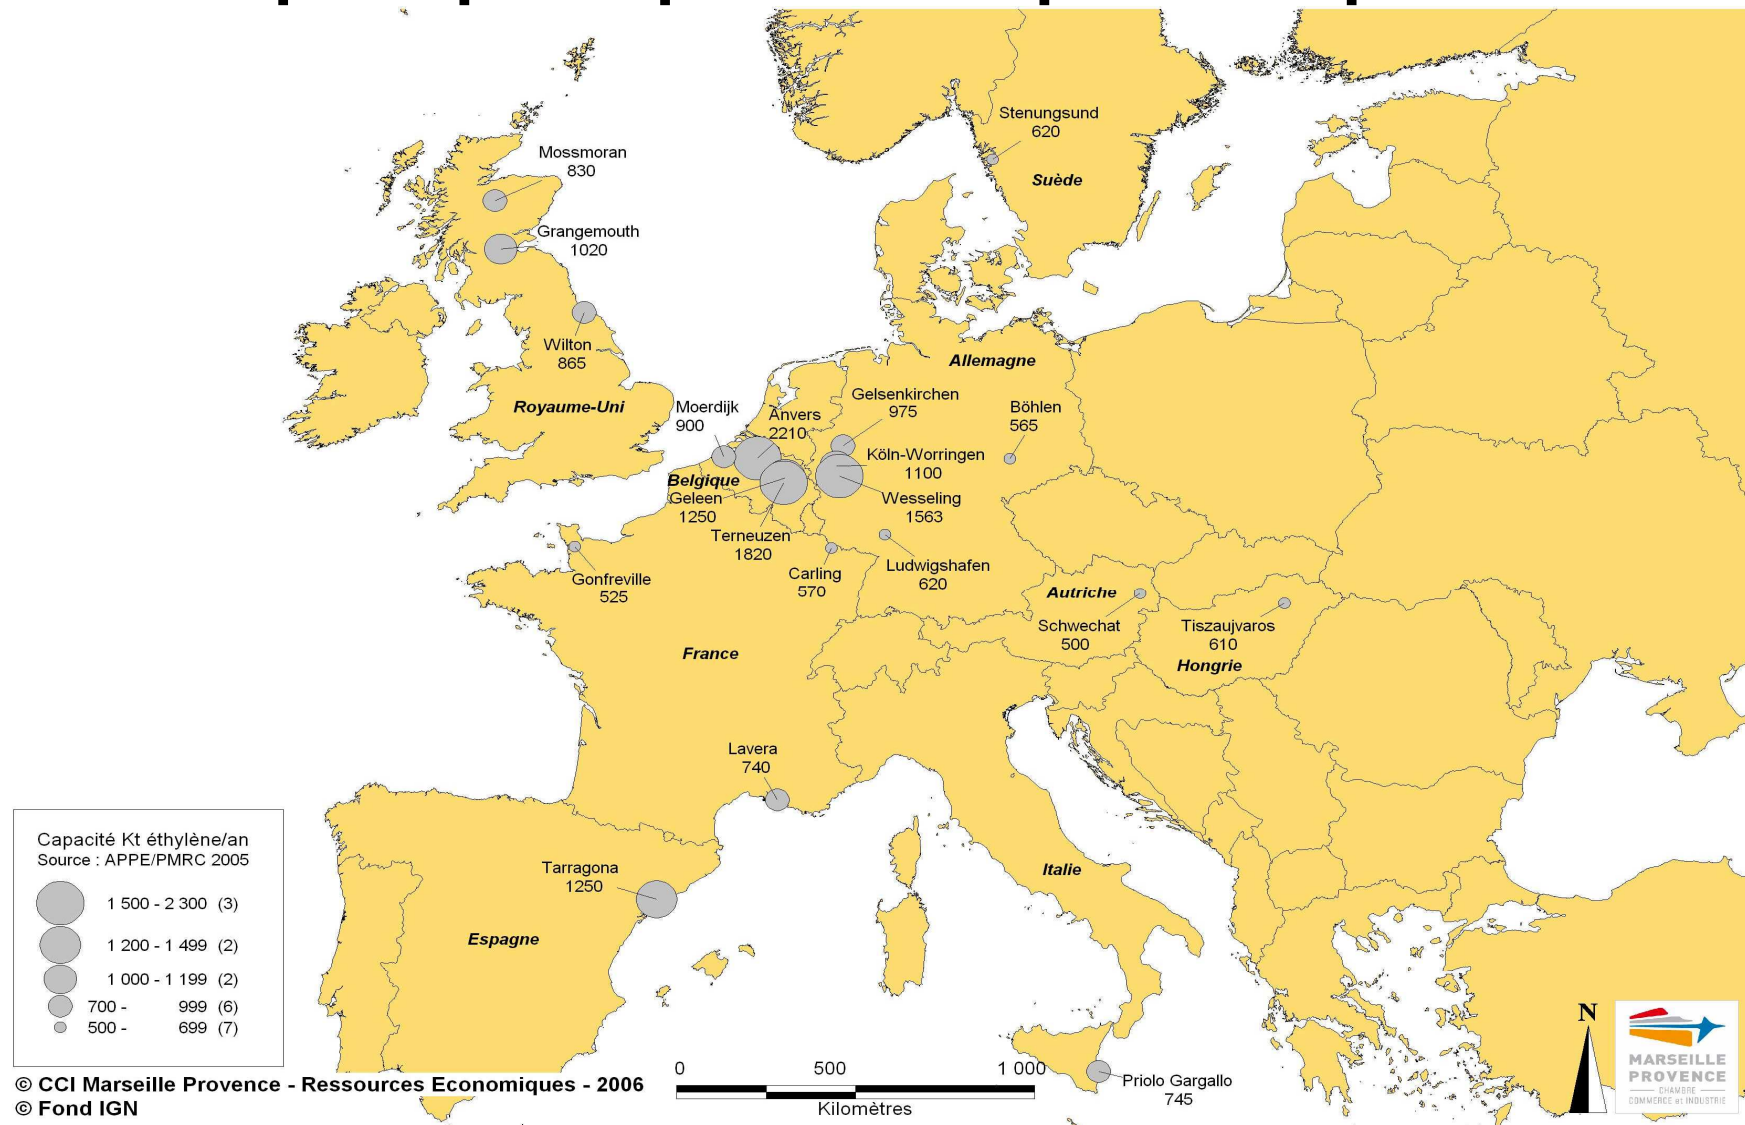 Stenungsund
620
Suède
Mossmoran
830
Grangemouth
1020
Wilton
865
Royaume-Uni
Allemagne
Moerdijk
900
Anvers
2210
Gelsenkirchen
975
Böhlen
565
Köln-Worringen
1100
Belgique
Geleen
1250
Wesseling
1563
Terneuzen
1820
Carling
570
Ludwigshafen
620
Gonfreville
525
Autriche
Schwechat
500
Tiszaujvaros
610
Hongrie
France
Lavera
740
Tarragona
1250
Espagne
Italie
Priolo Gargallo
745
Capacité Kt éthylène/an
Source : APPE/PMRC 2005
1 500 - 2 300 (3)
1 200 - 1 499 (2)
1 000 - 1 199 (2)
700 - 999 (6)
500 - 699 (7)
© CCI Marseille Provence - Ressources Economiques - 2006
© Fond IGN
0 500 1 000
Kilomètres
N
MARSEILLE
PROVENCE
CHAMBRE
COMMERCE et INDUSTRIE